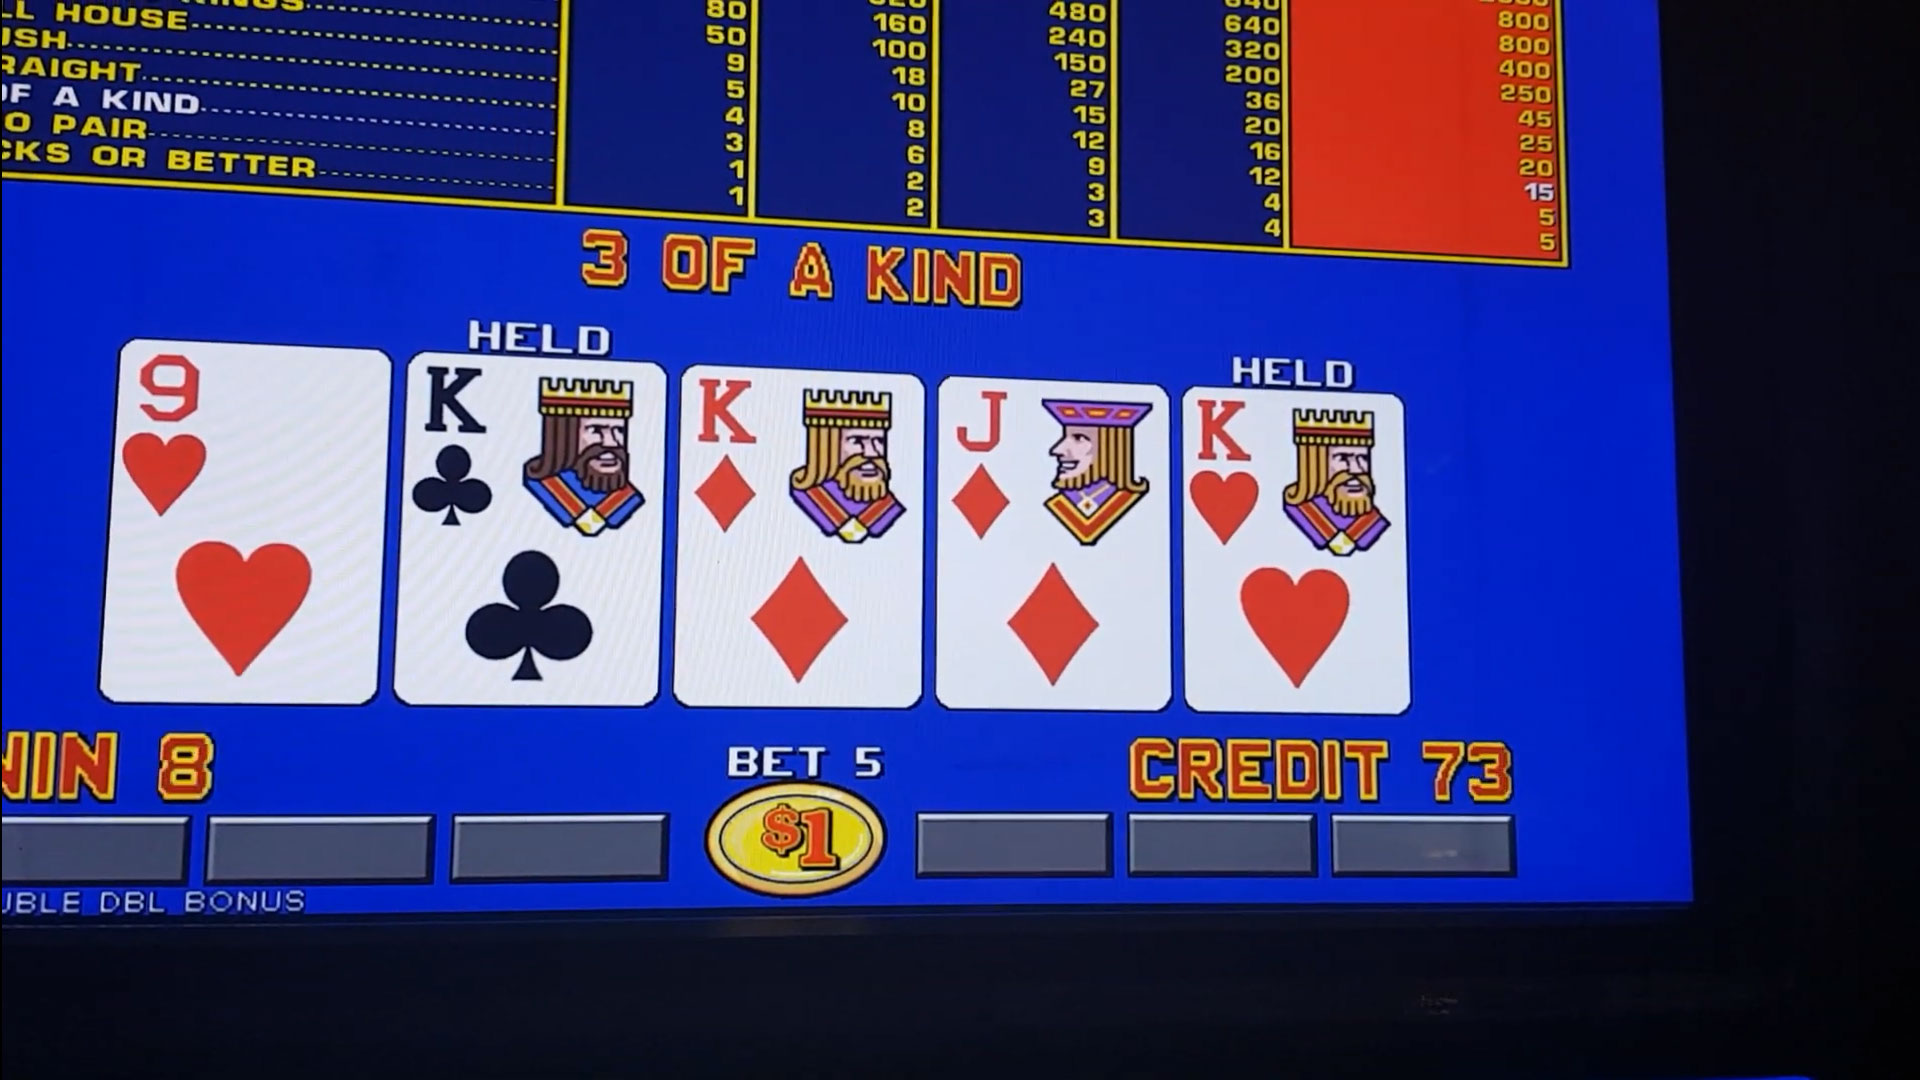 80
480
800
LL HOUSE 50 160 240 640 800
USH 9 100 150 320 400
RAIGHT 5 18 27 200 250
OF A KIND 4 10 15 36 45
O PAIR 3 8 12 20 25
CKS OR BETTER 1 6 9 16 20
1 2 3 12 15
2 3 4 5
4 5
3 OF A KIND
HELD
HELD
9
K
K
J
K
WIN 8
BET 5
CREDIT 73
$1
UBLE DBL BONUS